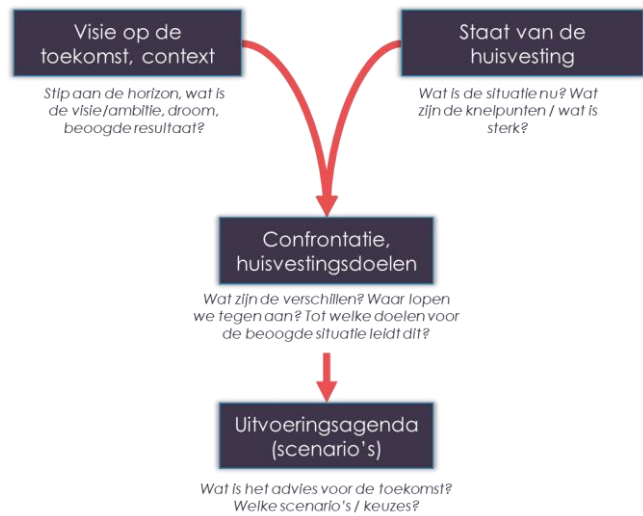 Visie op de
toekomst, context
Stip aan de horizon, wat is
de visie/ambitie, droom,
beoogde resultaat?
Staat van de
huisvesting
Wat is de situatie nu? Wat
zijn de knelpunten / wat is
sterk?
Confrontatie,
huisvestingsdoelen
Wat zijn de verschillen? Waar lopen
we tegen aan? Tot welke doelen voor
de beoogde situatie leidt dit?
Uitvoeringsagenda
(scenario's)
Wat is het advies voor de toekomst?
Welke scenario's / keuzes?